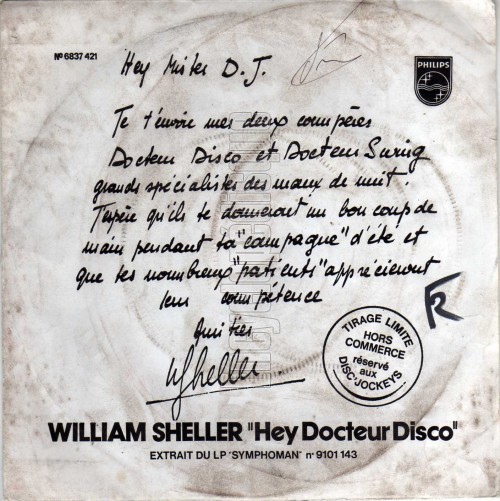 Nº 6837 421
Hey Mister D.J.
PHILIPS
Je t'envoie mes deux compères
Docteur Disco et Docteur Swing
grands spécialistes des maux de nuit.
J'espère qu'ils te donneront un bon coup de
main pendant ta "campagne" d'été et
que tes nombreux "patients" apprécieront
leur compétence
Amitiés
WSheller
TIRAGE LIMITE
HORS
COMMERCE
réservé
aux
DISC'JOCKEYS
WILLIAM SHELLER "Hey Docteur Disco"
EXTRAIT DU LP 'SYMPHOMAN' nº 9101 143